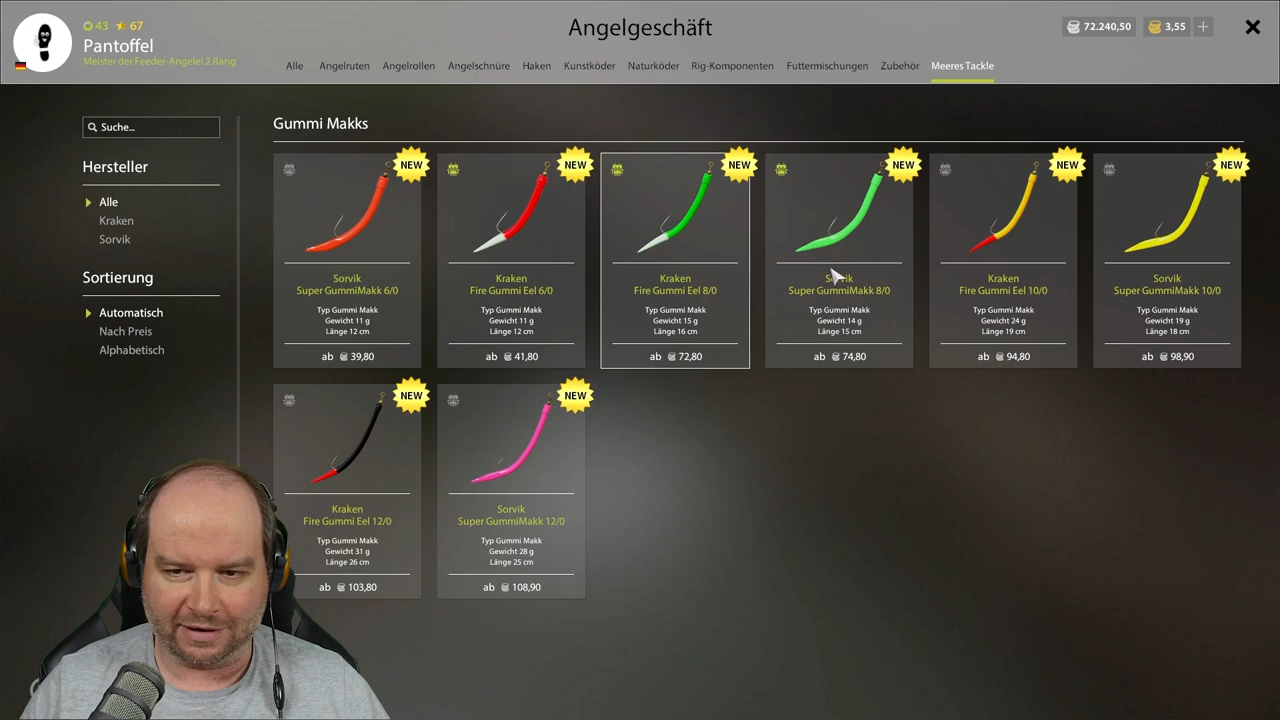 43 67
Pantoffel
Meister der Feeder-Angelei 2 Rang
Angelgeschäft
72.240,50 3,55
Alle Angelruten Angelrollen Angelschnüre Haken Kunstköder Naturköder Rig-Komponenten Futtermischungen Zubehör Meeres Tackle
Suche...
Hersteller
Alle
Kraken
Sorvik
Sortierung
Automatisch
Nach Preis
Alphabetisch
Gummi Makks
NEW
Sorvik
Super GummiMakk 6/0
Typ Gummi Makk
Gewicht 11 g
Länge 12 cm
ab 39,80
NEW
Kraken
Fire Gummi Eel 6/0
Typ Gummi Makk
Gewicht 11 g
Länge 12 cm
ab 41,80
NEW
Kraken
Fire Gummi Eel 8/0
Typ Gummi Makk
Gewicht 15 g
Länge 16 cm
ab 72,80
NEW
Sorvik
Super GummiMakk 8/0
Typ Gummi Makk
Gewicht 14 g
Länge 15 cm
ab 74,80
NEW
Kraken
Fire Gummi Eel 10/0
Typ Gummi Makk
Gewicht 24 g
Länge 19 cm
ab 94,80
NEW
Sorvik
Super GummiMakk 10/0
Typ Gummi Makk
Gewicht 19 g
Länge 18 cm
ab 98,90
NEW
Kraken
Fire Gummi Eel 12/0
Typ Gummi Makk
Gewicht 31 g
Länge 26 cm
ab 103,80
NEW
Sorvik
Super GummiMakk 12/0
Typ Gummi Makk
Gewicht 28 g
Länge 25 cm
ab 108,90